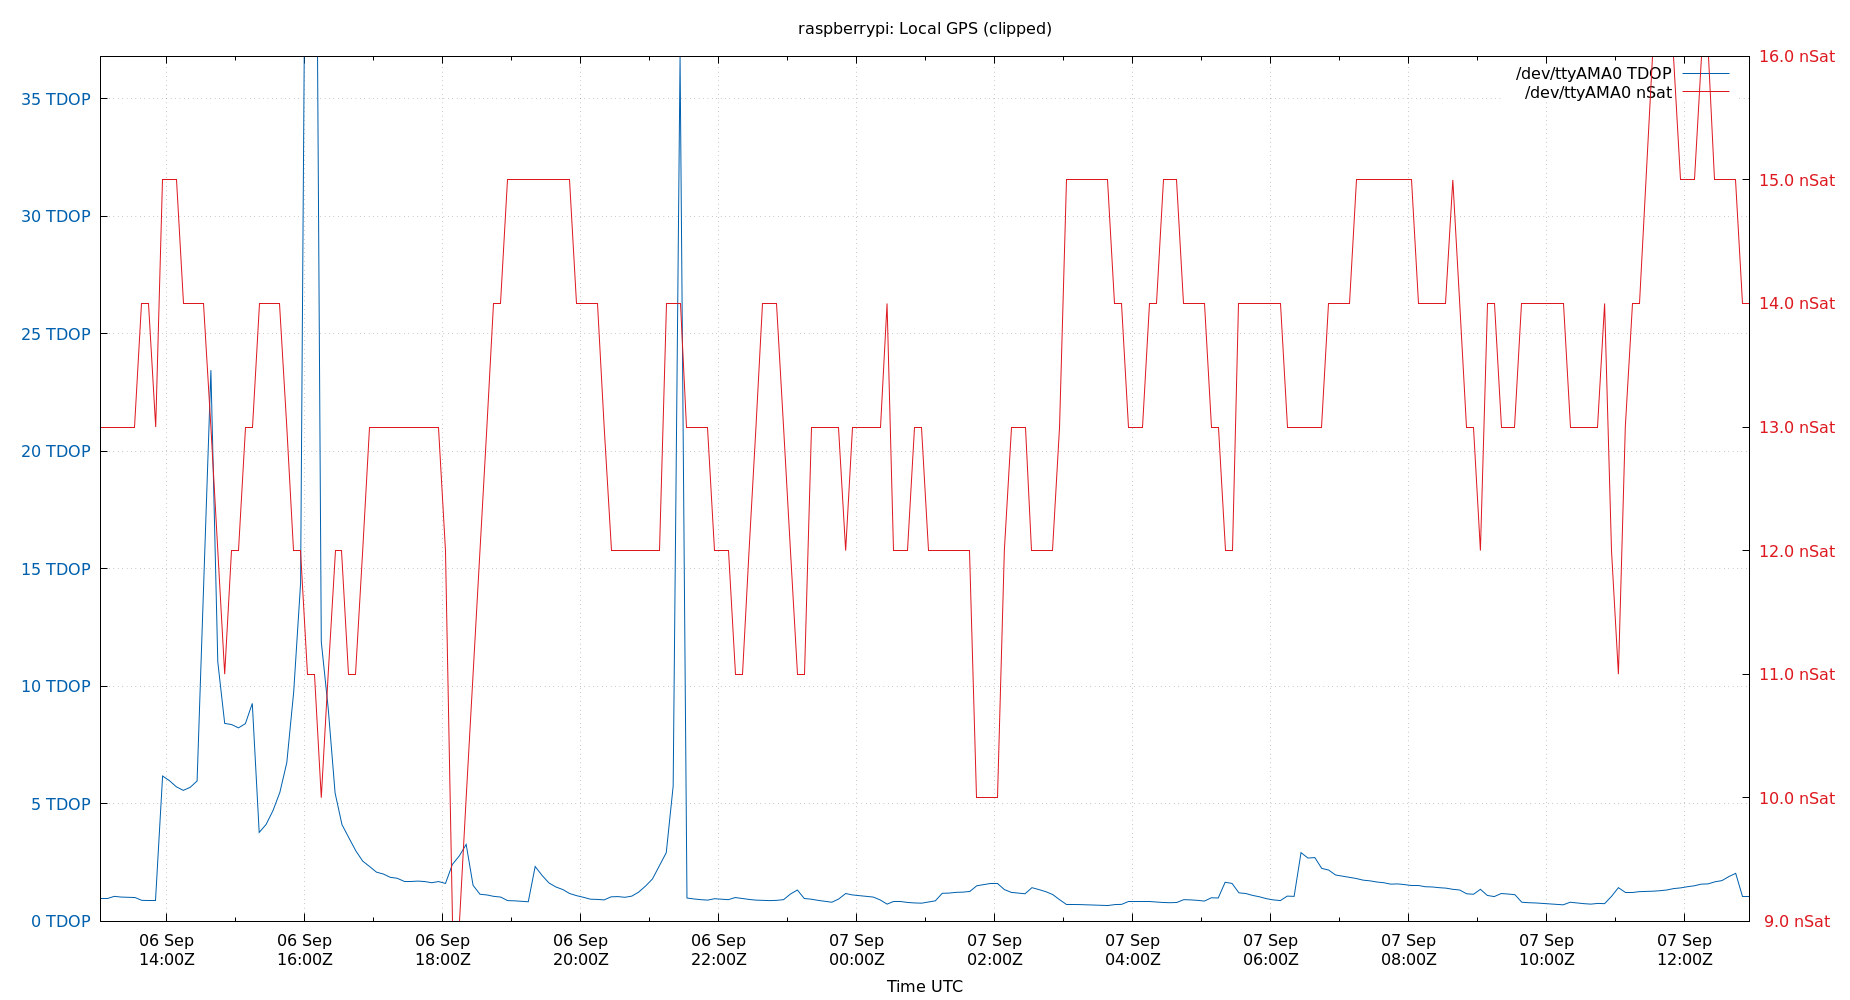 raspberrypi: Local GPS (clipped)
/dev/ttyAMA0 TDOP
/dev/ttyAMA0 nSat
35 TDOP
30 TDOP
25 TDOP
20 TDOP
15 TDOP
10 TDOP
5 TDOP
0 TDOP
16.0 nSat
15.0 nSat
14.0 nSat
13.0 nSat
12.0 nSat
11.0 nSat
10.0 nSat
9.0 nSat
06 Sep
14:00Z
06 Sep
16:00Z
06 Sep
18:00Z
06 Sep
20:00Z
06 Sep
22:00Z
07 Sep
00:00Z
07 Sep
02:00Z
07 Sep
04:00Z
07 Sep
06:00Z
07 Sep
08:00Z
07 Sep
10:00Z
07 Sep
12:00Z
Time UTC